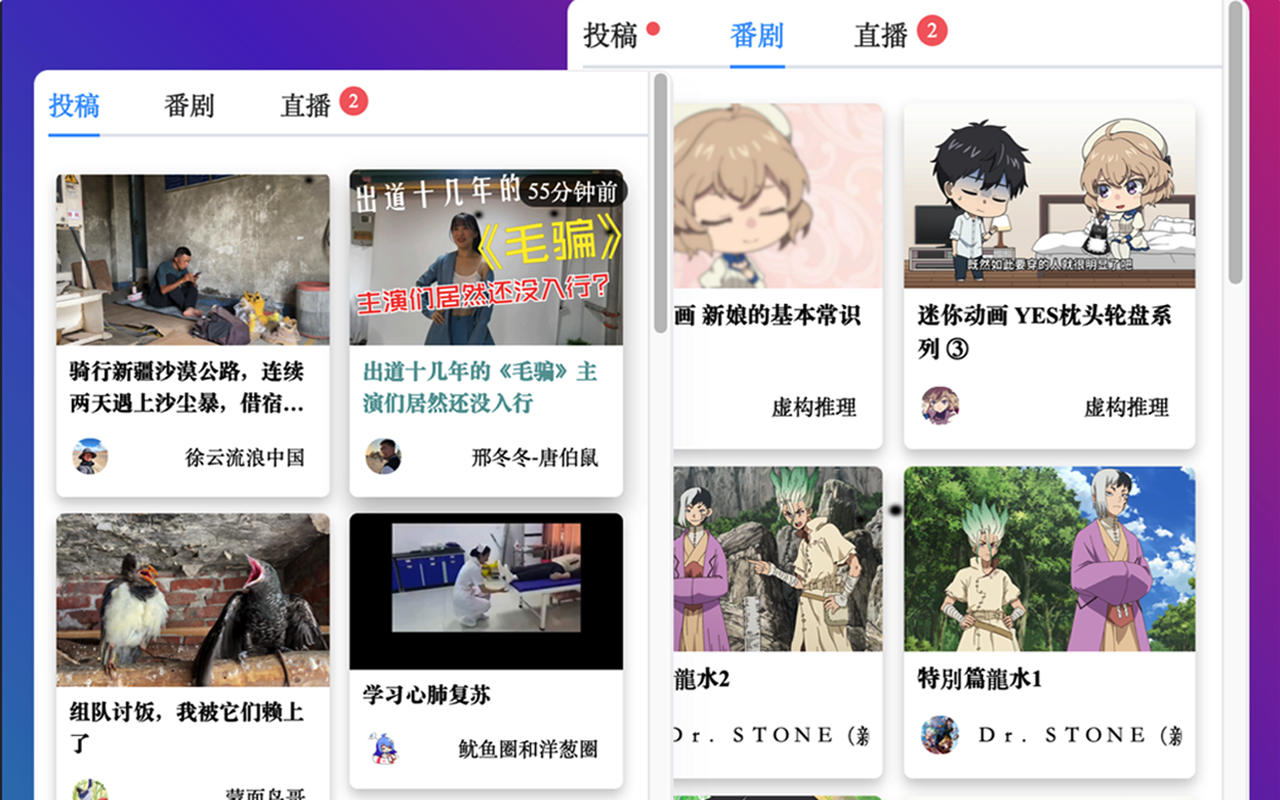 投稿
番剧
直播
2
出道十几年的
55分钟前
《毛骗》
主演们居然还没入行?
骑行新疆沙漠公路，连续
两天遇上沙尘暴，借宿...
徐云流浪中国
出道十几年的《毛骗》主
演们居然还没入行
邢冬冬-唐伯鼠
组队讨饭，我被它们赖上
了
蒙面鸟哥
学习心肺复苏
鱿鱼圈和洋葱圈
投稿
番剧
直播
2
画 新娘的基本常识
虚构推理
既然如此要穿的人就很明显了吧
迷你动画 YES枕头轮盘系
列 ③
虚构推理
龍水2
Dr. STONE（新
特別篇龍水1
Dr. STONE（新